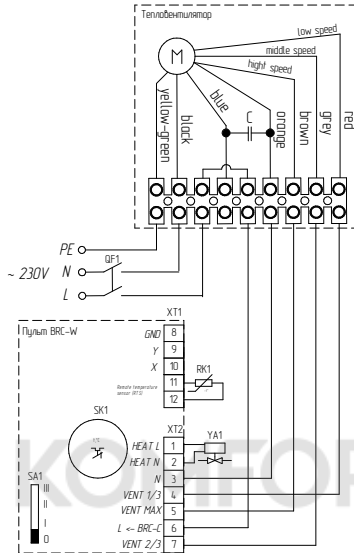 Тепловентилятор
low speed
middle speed
hight speed
M
yellow-green
black
blue
C
orange
brown
grey
red
PE
~ 230V
N
QF1
L
Пульт BRC-W
XT1
GND 8
Y 9
X 10
Remote temperature
sensor (RTS)
11
12
RK1
SK1
t°C
XT2
HEAT L 1
HEAT N 2
N 3
VENT 1/3 4
VENT MAX 5
L <- BRC-C 6
VENT 2/3 7
YA1
SA1
III
II
I
0
KOMFOR